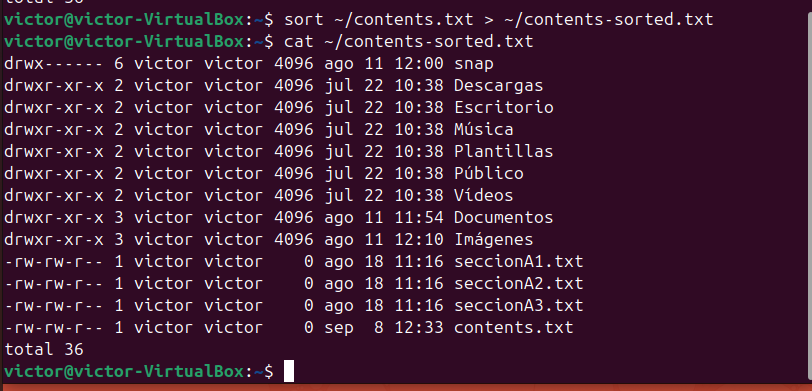 total 36
victor@victor-VirtualBox:~$ sort ~/contents.txt > ~/contents-sorted.txt
victor@victor-VirtualBox:~$ cat ~/contents-sorted.txt
drwx------ 6 victor victor 4096 ago 11 12:00 snap
drwxr-xr-x 2 victor victor 4096 jul 22 10:38 Descargas
drwxr-xr-x 2 victor victor 4096 jul 22 10:38 Escritorio
drwxr-xr-x 2 victor victor 4096 jul 22 10:38 Música
drwxr-xr-x 2 victor victor 4096 jul 22 10:38 Plantillas
drwxr-xr-x 2 victor victor 4096 jul 22 10:38 Público
drwxr-xr-x 2 victor victor 4096 jul 22 10:38 Vídeos
drwxr-xr-x 3 victor victor 4096 ago 11 11:54 Documentos
drwxr-xr-x 3 victor victor 4096 ago 11 12:10 Imágenes
-rw-rw-r-- 1 victor victor    0 ago 18 11:16 seccionA1.txt
-rw-rw-r-- 1 victor victor    0 ago 18 11:16 seccionA2.txt
-rw-rw-r-- 1 victor victor    0 ago 18 11:16 seccionA3.txt
-rw-rw-r-- 1 victor victor    0 sep  8 12:33 contents.txt
total 36
victor@victor-VirtualBox:~$